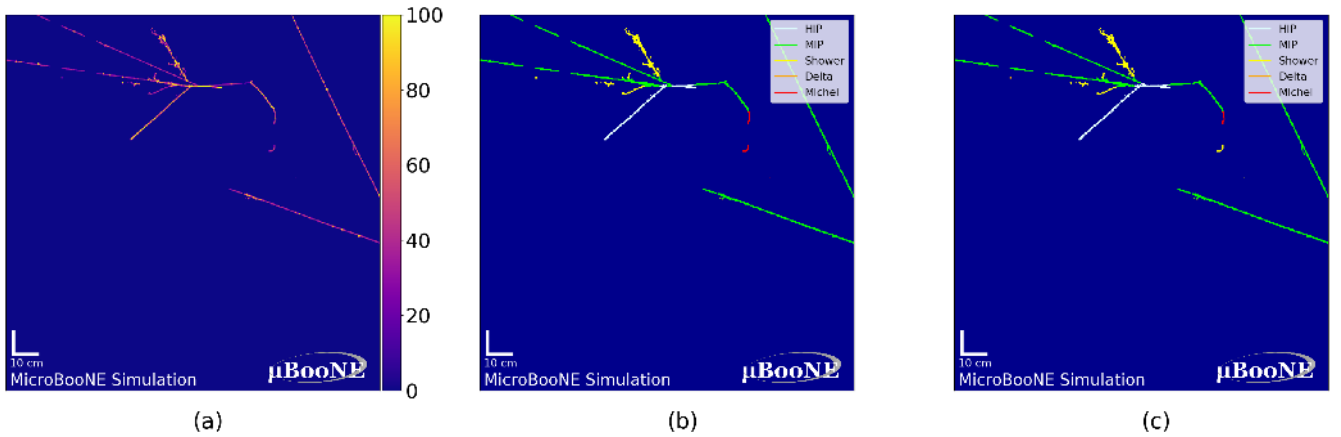 100
80
60
40
20
0
10 cm
MicroBooNE Simulation
μBooNE
(a)
HIP
MIP
Shower
Delta
Michel
10 cm
MicroBooNE Simulation
μBooNE
(b)
HIP
MIP
Shower
Delta
Michel
10 cm
MicroBooNE Simulation
μBooNE
(c)